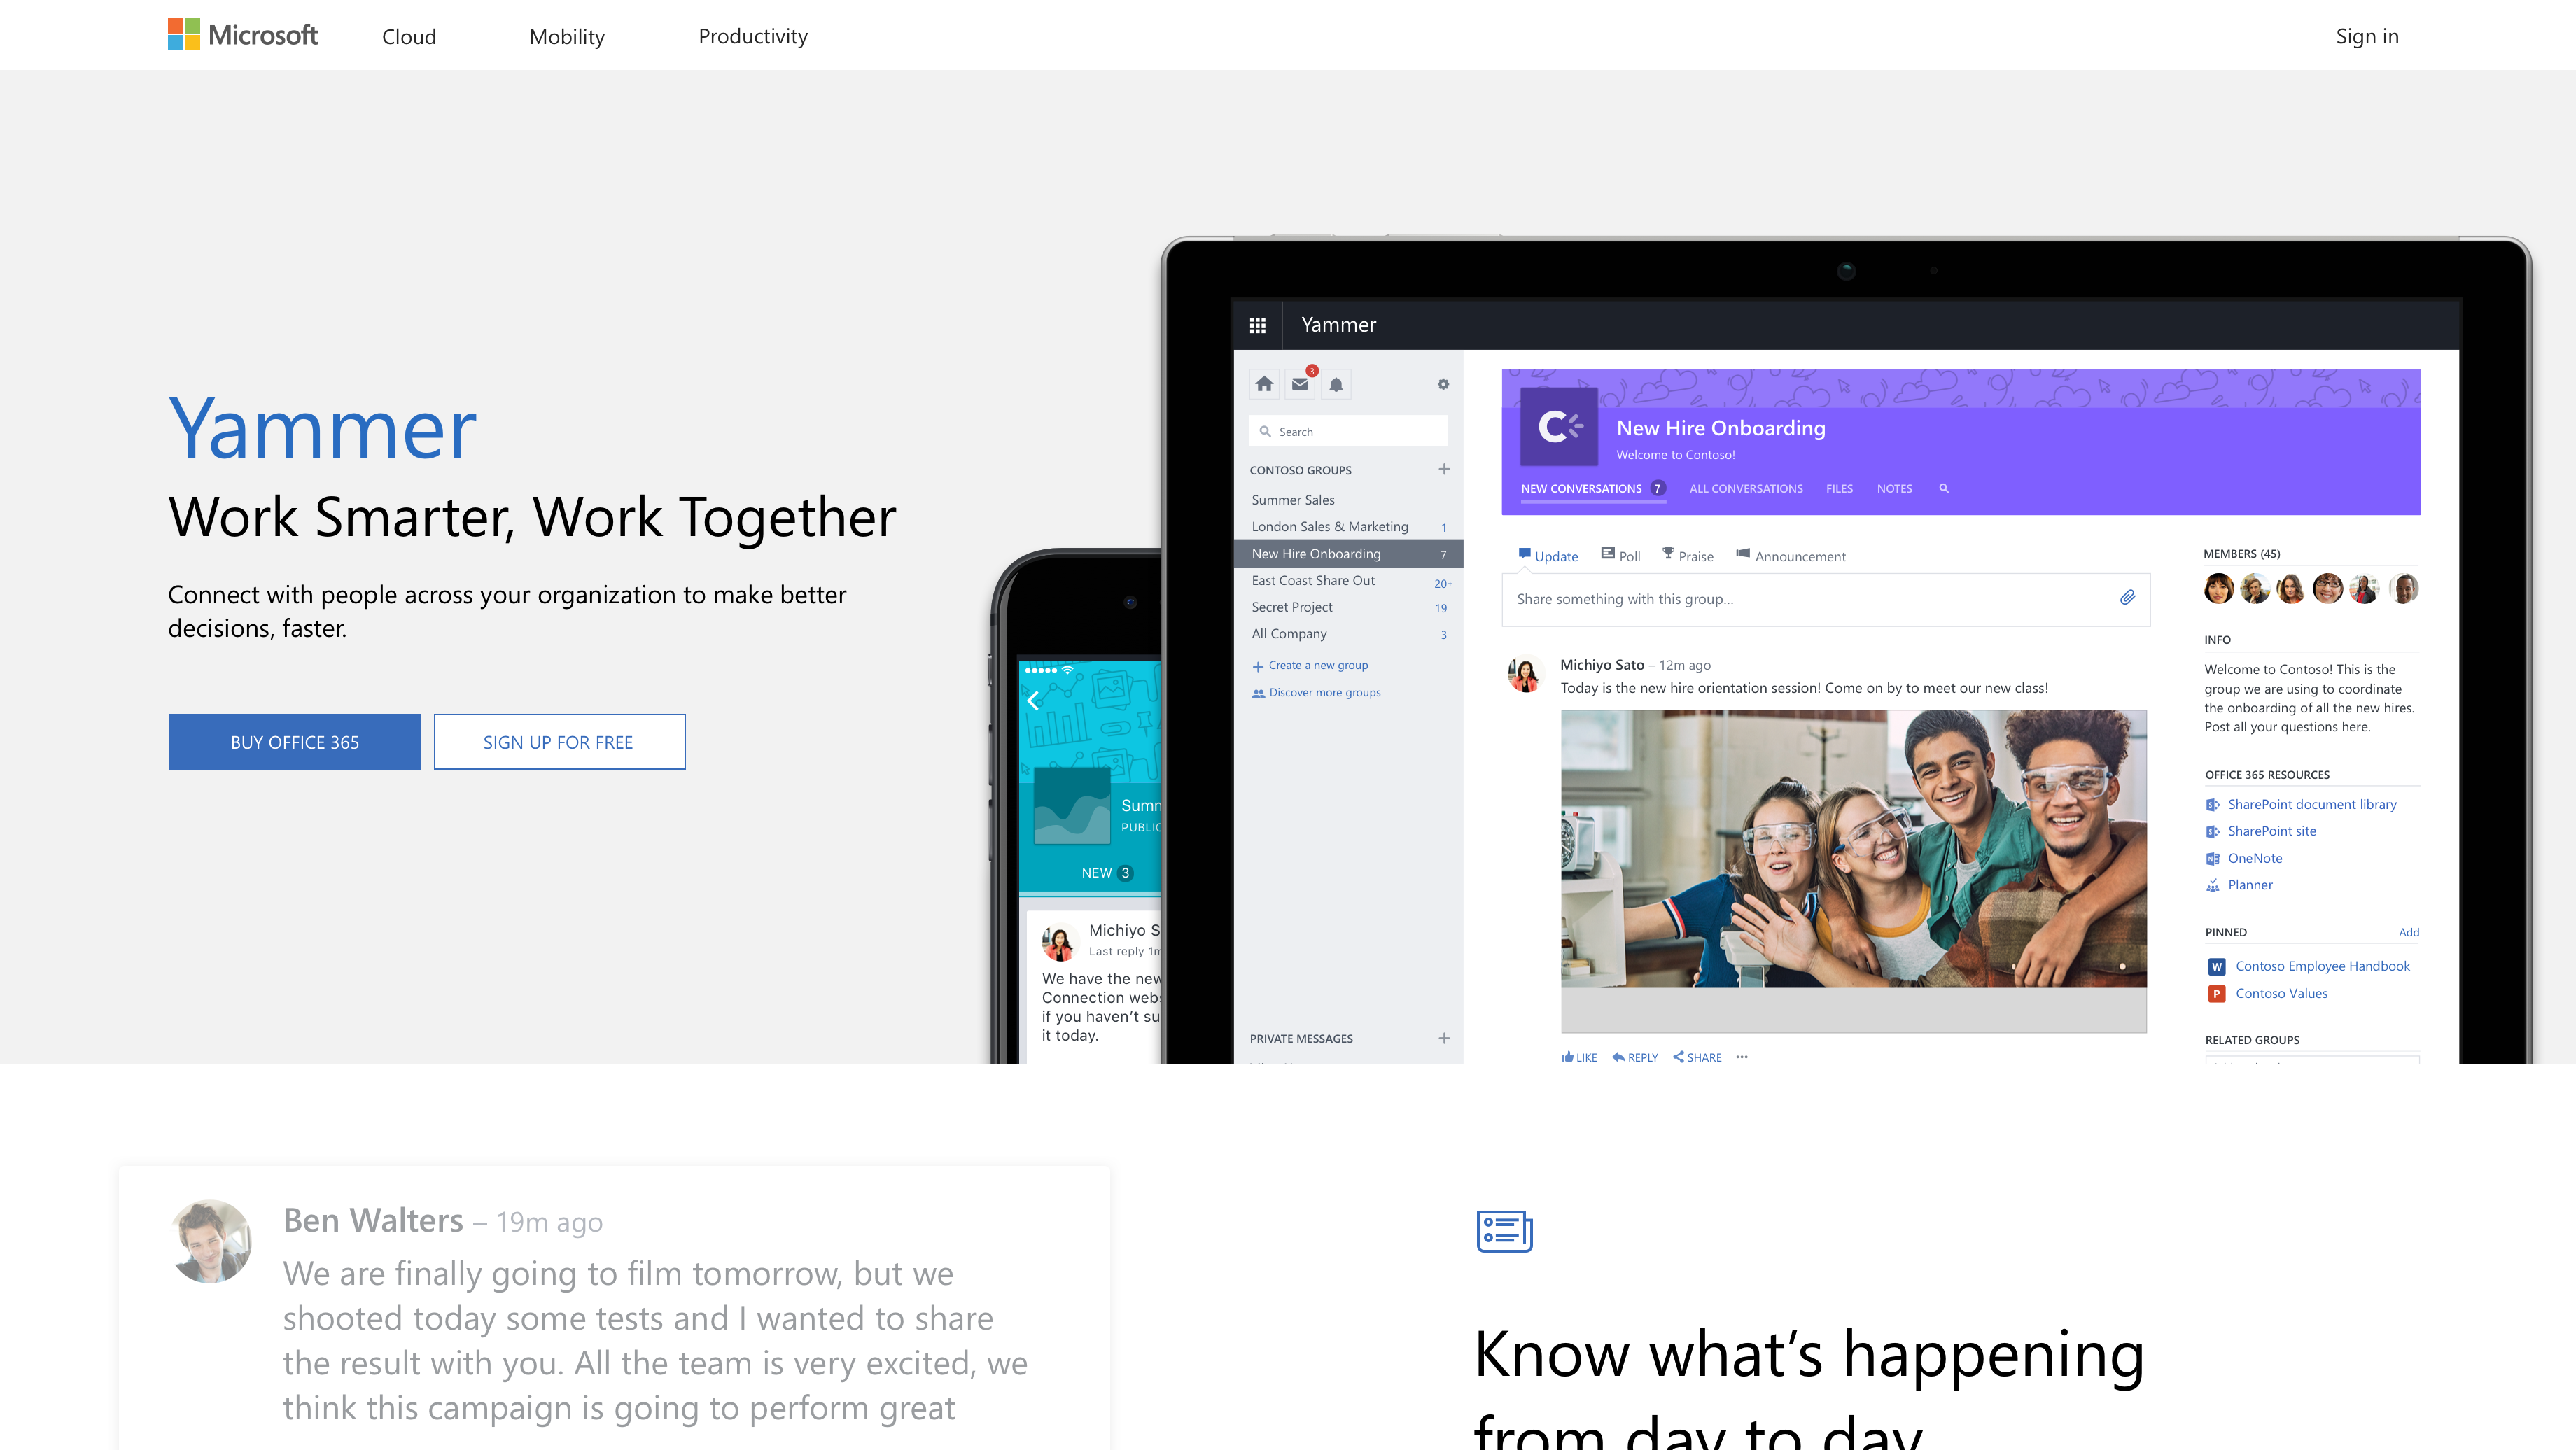 Microsoft
Cloud
Mobility
Productivity
Sign in
Yammer
Work Smarter, Work Together
Connect with people across your organization to make better
decisions, faster.
BUY OFFICE 365
SIGN UP FOR FREE
Summ
PUBLIC
NEW 3
Michiyo S
Last reply 1m
We have the new
Connection webs
if you haven't su
it today.
Yammer
3
Search
CONTOSO GROUPS
Summer Sales
London Sales & Marketing 1
New Hire Onboarding 7
East Coast Share Out 20+
Secret Project 19
All Company 3
Create a new group
Discover more groups
PRIVATE MESSAGES
C
New Hire Onboarding
Welcome to Contoso!
NEW CONVERSATIONS 7
ALL CONVERSATIONS
FILES
NOTES
Update
Poll
Praise
Announcement
Share something with this group...
Michiyo Sato – 12m ago
Today is the new hire orientation session! Come on by to meet our new class!
LIKE
REPLY
SHARE
MEMBERS (45)
INFO
Welcome to Contoso! This is the
group we are using to coordinate
the onboarding of all the new hires.
Post all your questions here.
OFFICE 365 RESOURCES
SharePoint document library
SharePoint site
OneNote
Planner
PINNED Add
W Contoso Employee Handbook
P Contoso Values
RELATED GROUPS
Ben Walters – 19m ago
We are finally going to film tomorrow, but we
shooted today some tests and I wanted to share
the result with you. All the team is very excited, we
think this campaign is going to perform great
Know what's happening
from day to day